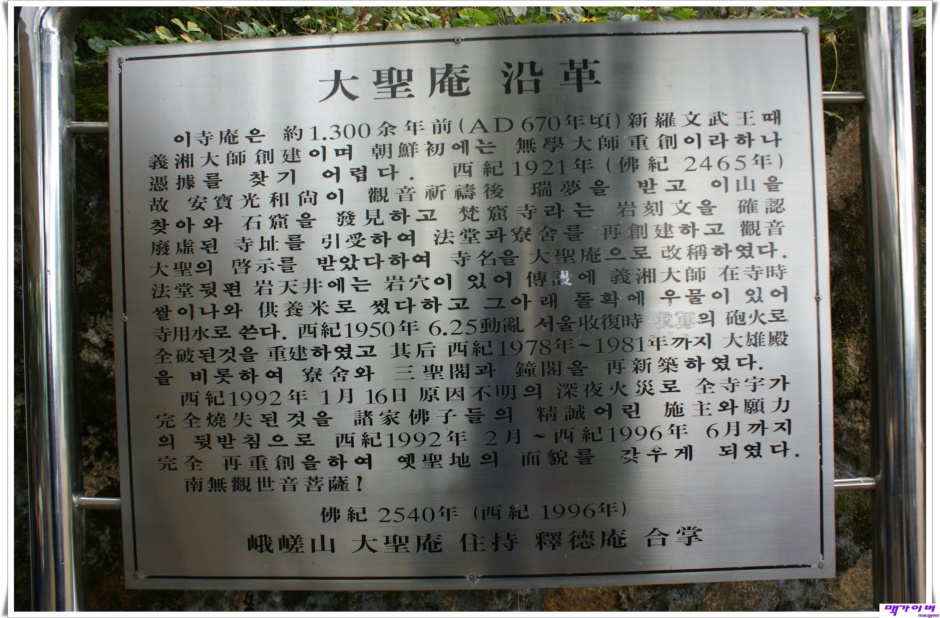 大聖庵 沿革
이寺庵은 約1.300余年前(AD 670年頃)新羅文武王때
義湘大師創建이며 朝鮮初에는 無學大師重創이라하나
憑據를 찾기 어렵다. 西紀 1921年 (佛紀 2465年)
故 安寶光和尙이 觀音祈禱後 瑞夢을 받고 이山을
찾아와 石窟을 發見하고 梵窟寺라는 岩刻文을 確認
廢虛된 寺址를 引受하여 法堂과寮舍를 再創建하고 觀音
大聖의 啓示를 받았다하여 寺名을 大聖庵으로改稱하였다.
法堂뒷편 岩天井에는 岩穴이 있어 에 義湘大師 在寺時
쌀이나와 供養米로 썼다하고 그아래 돌확에 우물이 있어
寺用水로 쓴다. 西紀1950年 6.25動亂 서울收復時 의 砲火로
全破된것을 重建하였고 其后 西紀1978年~1981年까지 大雄殿
을 비롯하여 寮舍와 三聖閣과 鐘閣을 再新築하였다.
西紀1992年 1月 16日 原因不明의 深夜火災로 全寺宇가
完全燒失된것을 諸家佛子들의 精誠어린 施主와願力
의 뒷받침으로 西紀1992年 2月 ~ 西紀1996年 6月까지
完全 再重創을하여 옛聖地의 面貌를 갖우게 되였다.
南無觀世音菩薩!
佛紀 2540年 (西紀 1996年)
峨嵯山 大聖庵 住持 釋德庵 合掌
매가이버